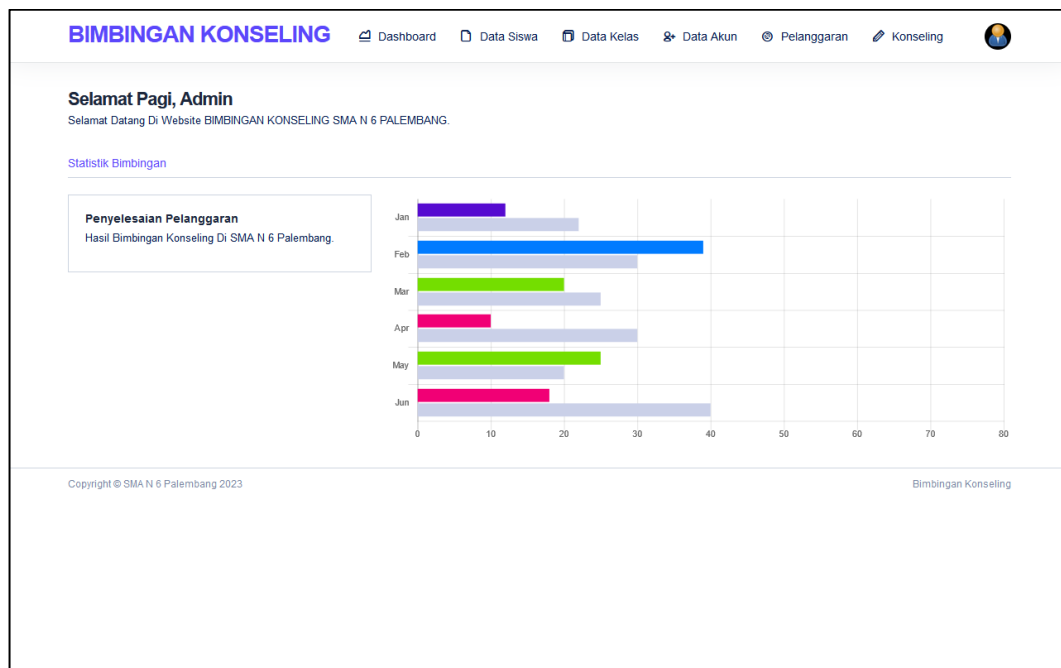 BIMBINGAN KONSELING Dashboard Data Siswa Data Kelas Data Akun Pelanggaran Konseling
Selamat Pagi, Admin
Selamat Datang Di Website BIMBINGAN KONSELING SMA N 6 PALEMBANG.
Statistik Bimbingan
Penyelesaian Pelanggaran
Hasil Bimbingan Konseling Di SMA N 6 Palembang.
Jan
Feb
Mar
Apr
May
Jun
0 10 20 30 40 50 60 70 80
Copyright © SMA N 6 Palembang 2023 Bimbingan Konseling